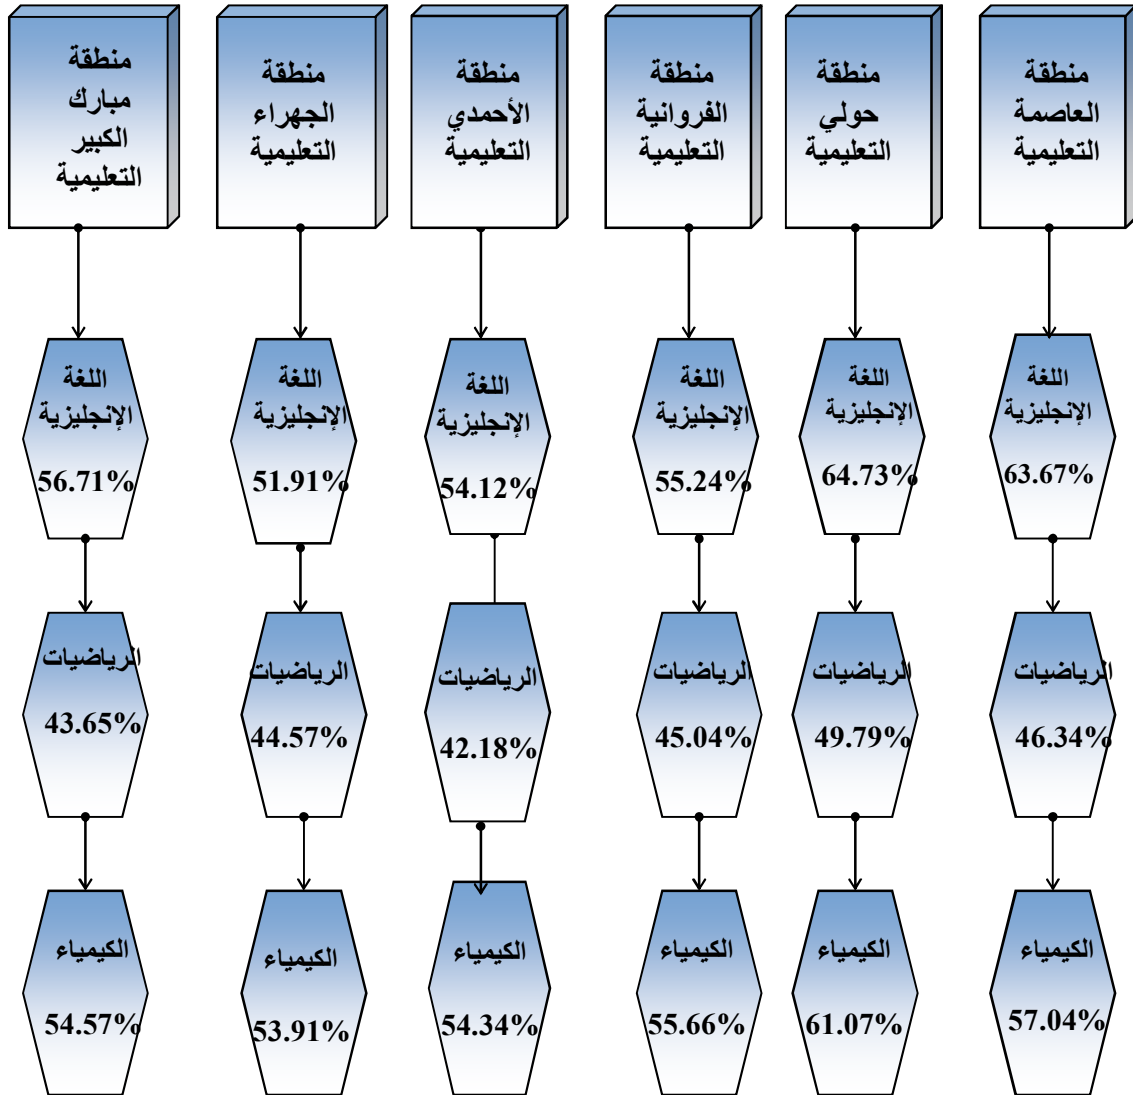 منطقة
العاصمة
التعليمية
اللغة
الإنجليزية
63.67%
الرياضيات
46.34%
الكيمياء
57.04%
منطقة
حولي
التعليمية
اللغة
الإنجليزية
64.73%
الرياضيات
49.79%
الكيمياء
61.07%
منطقة
الفروانية
التعليمية
اللغة
الإنجليزية
55.24%
الرياضيات
45.04%
الكيمياء
55.66%
منطقة
الأحمدي
التعليمية
اللغة
الإنجليزية
54.12%
الرياضيات
42.18%
الكيمياء
54.34%
منطقة
الجهراء
التعليمية
اللغة
الإنجليزية
51.91%
الرياضيات
44.57%
الكيمياء
53.91%
منطقة
مبارك
الكبير
التعليمية
اللغة
الإنجليزية
56.71%
الرياضيات
43.65%
الكيمياء
54.57%